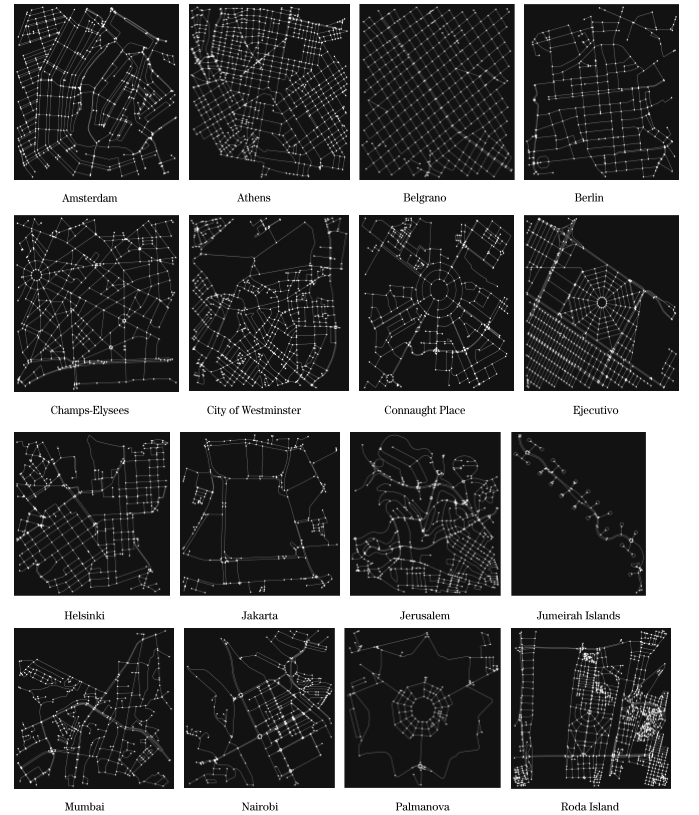 Amsterdam Athens Belgrano Berlin
Champs-Elysees City of Westminster Connaught Place Ejecutivo
Helsinki Jakarta Jerusalem Jumeirah Islands
Mumbai Nairobi Palmanova Roda Island